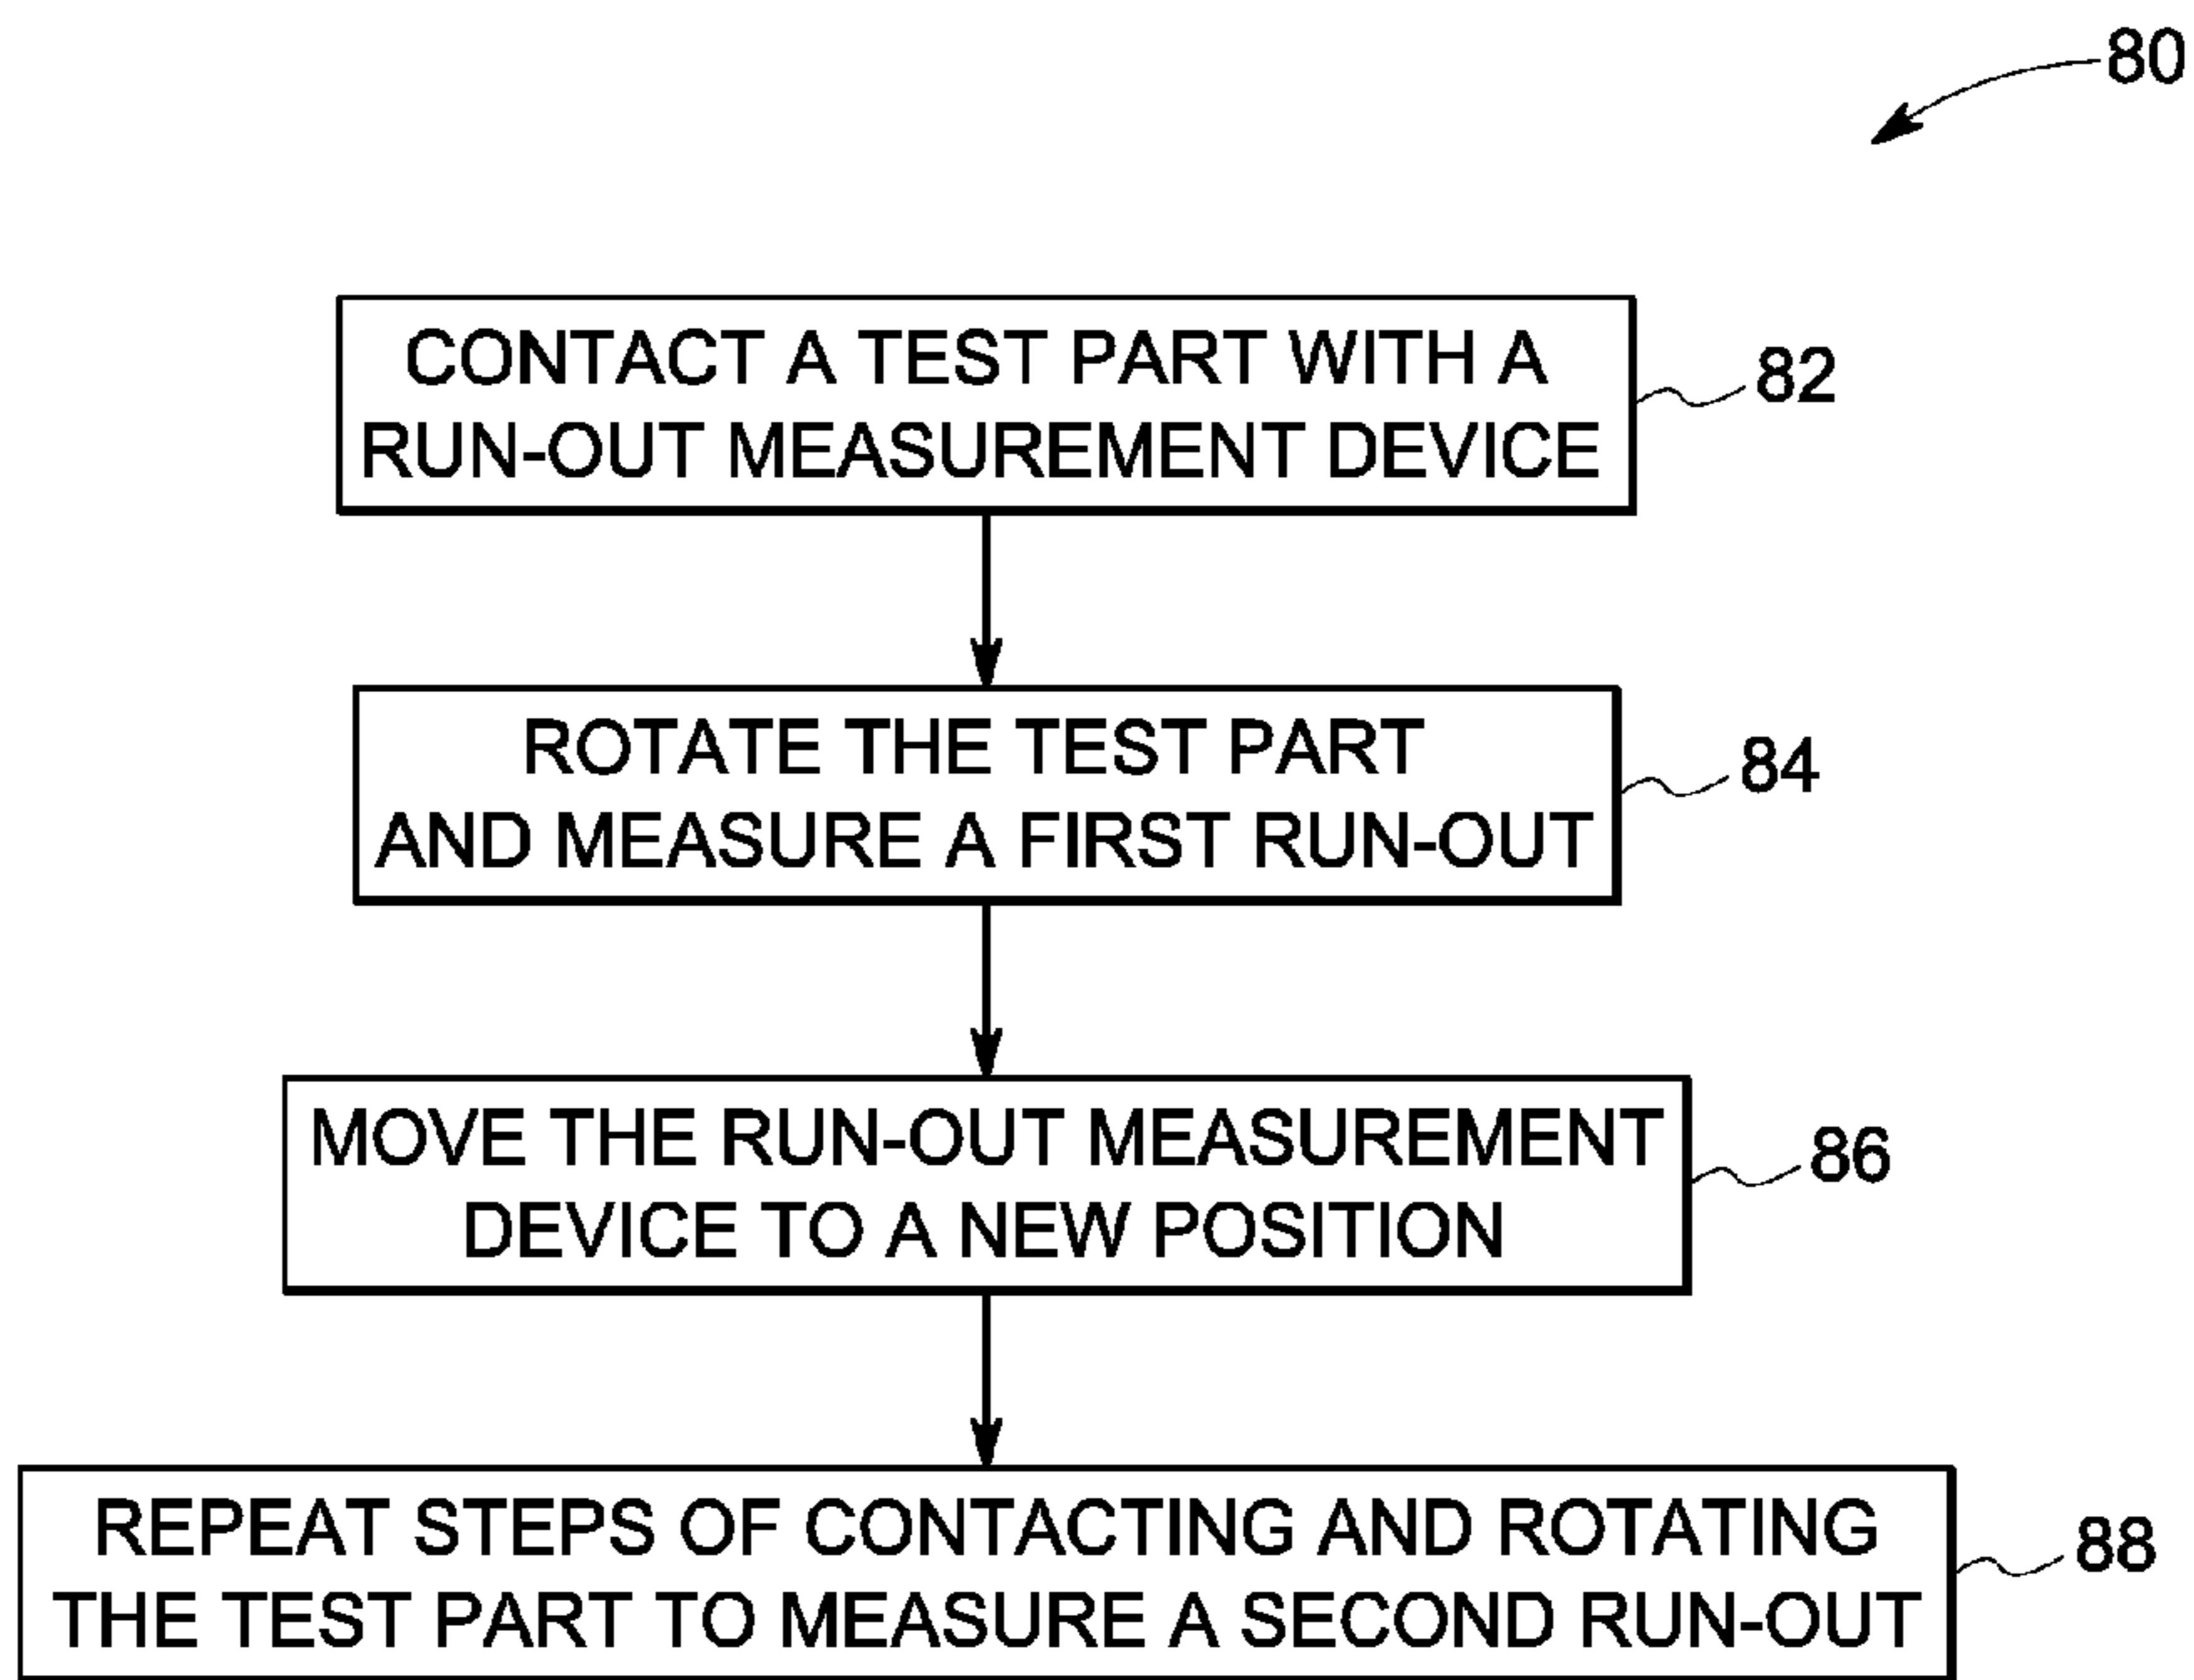 80
CONTACT A TEST PART WITH A
RUN-OUT MEASUREMENT DEVICE
82
ROTATE THE TEST PART
AND MEASURE A FIRST RUN-OUT
84
MOVE THE RUN-OUT MEASUREMENT
DEVICE TO A NEW POSITION
86
REPEAT STEPS OF CONTACTING AND ROTATING
THE TEST PART TO MEASURE A SECOND RUN-OUT
88